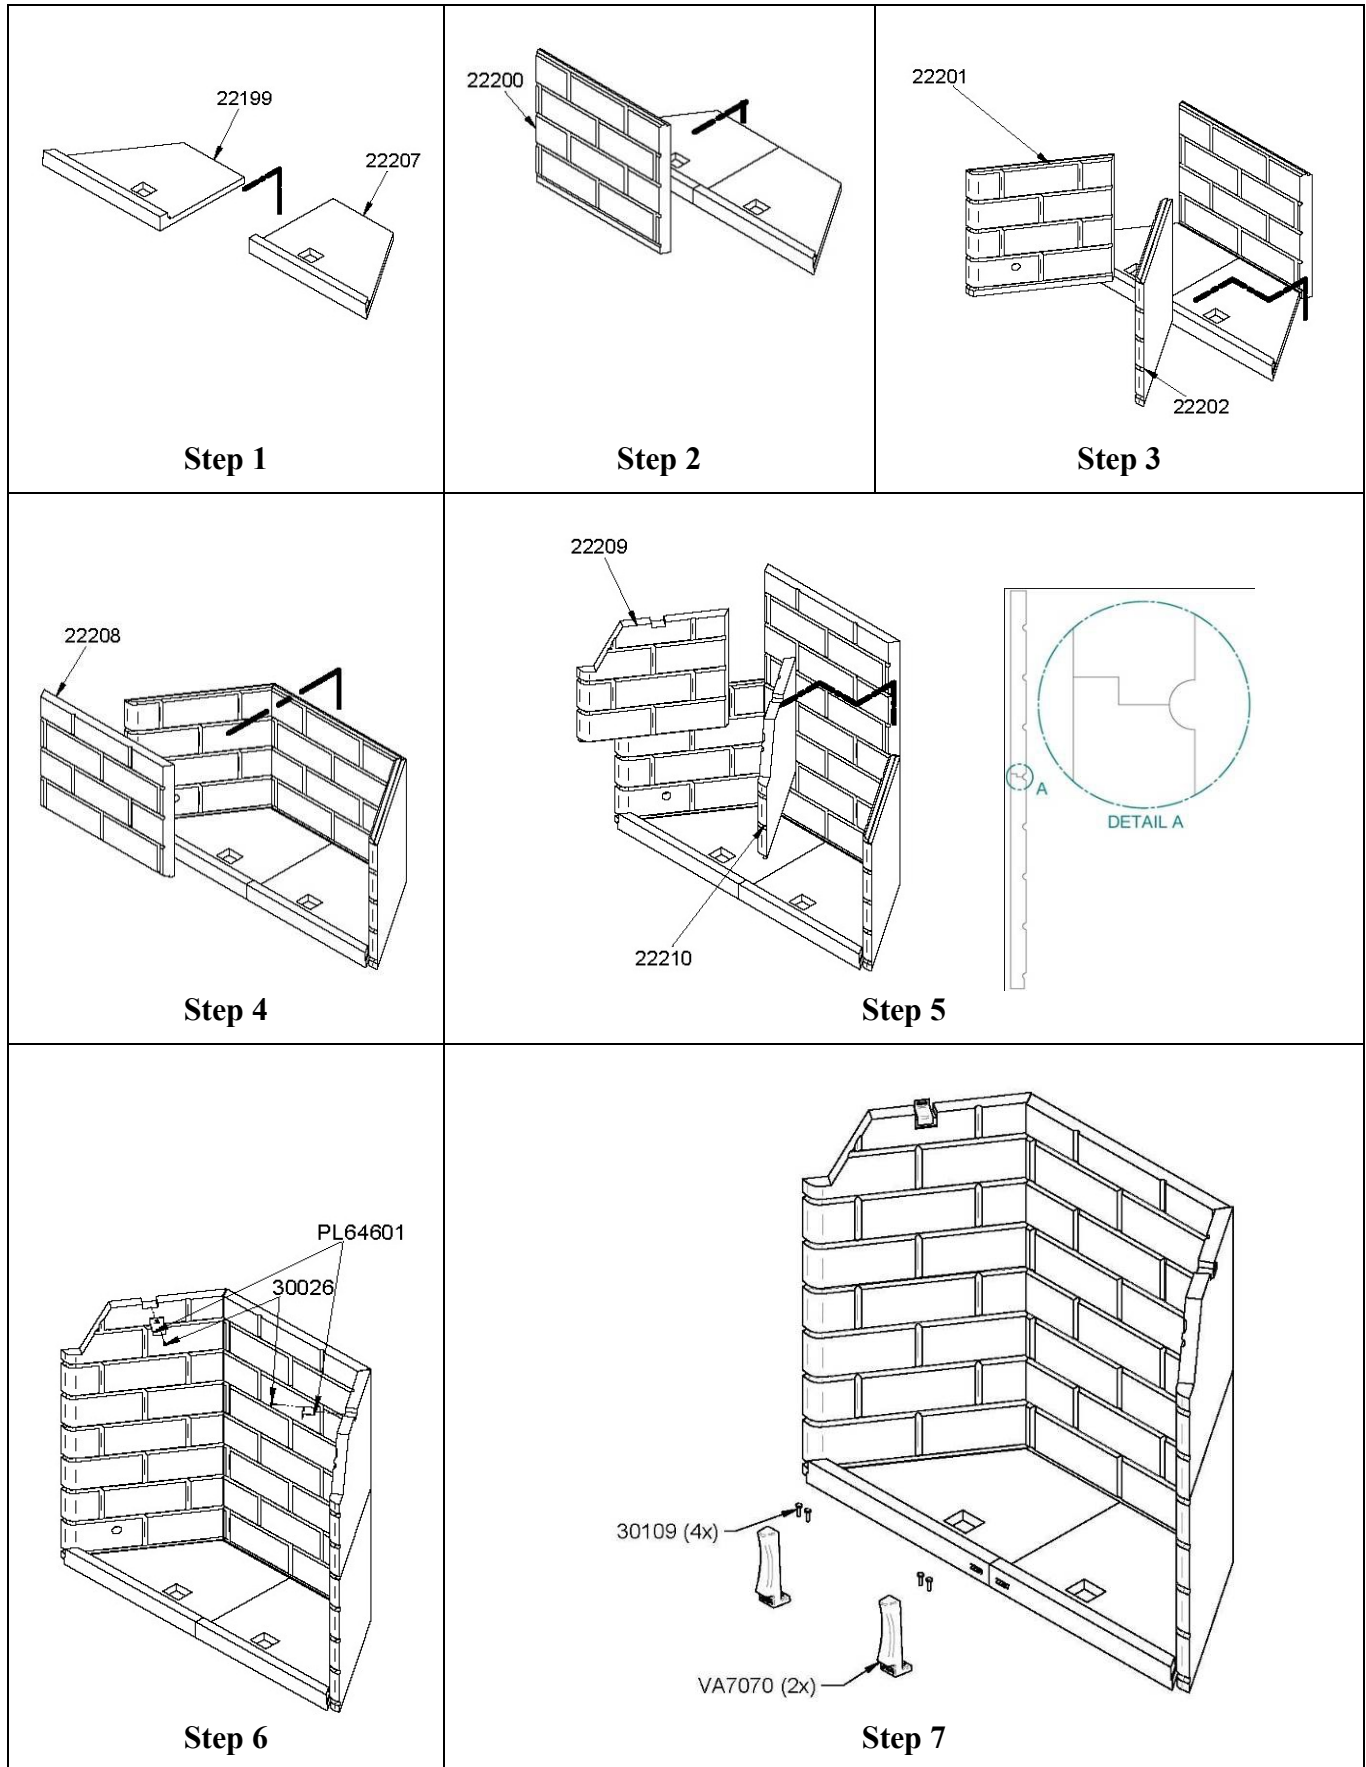 22199
22207
Step 1
22200
Step 2
22201
22202
Step 3
22208
Step 4
22209
22210
A
DETAIL A
Step 5
PL64601
30026
Step 6
30109 (4x)
VA7070 (2x)
Step 7